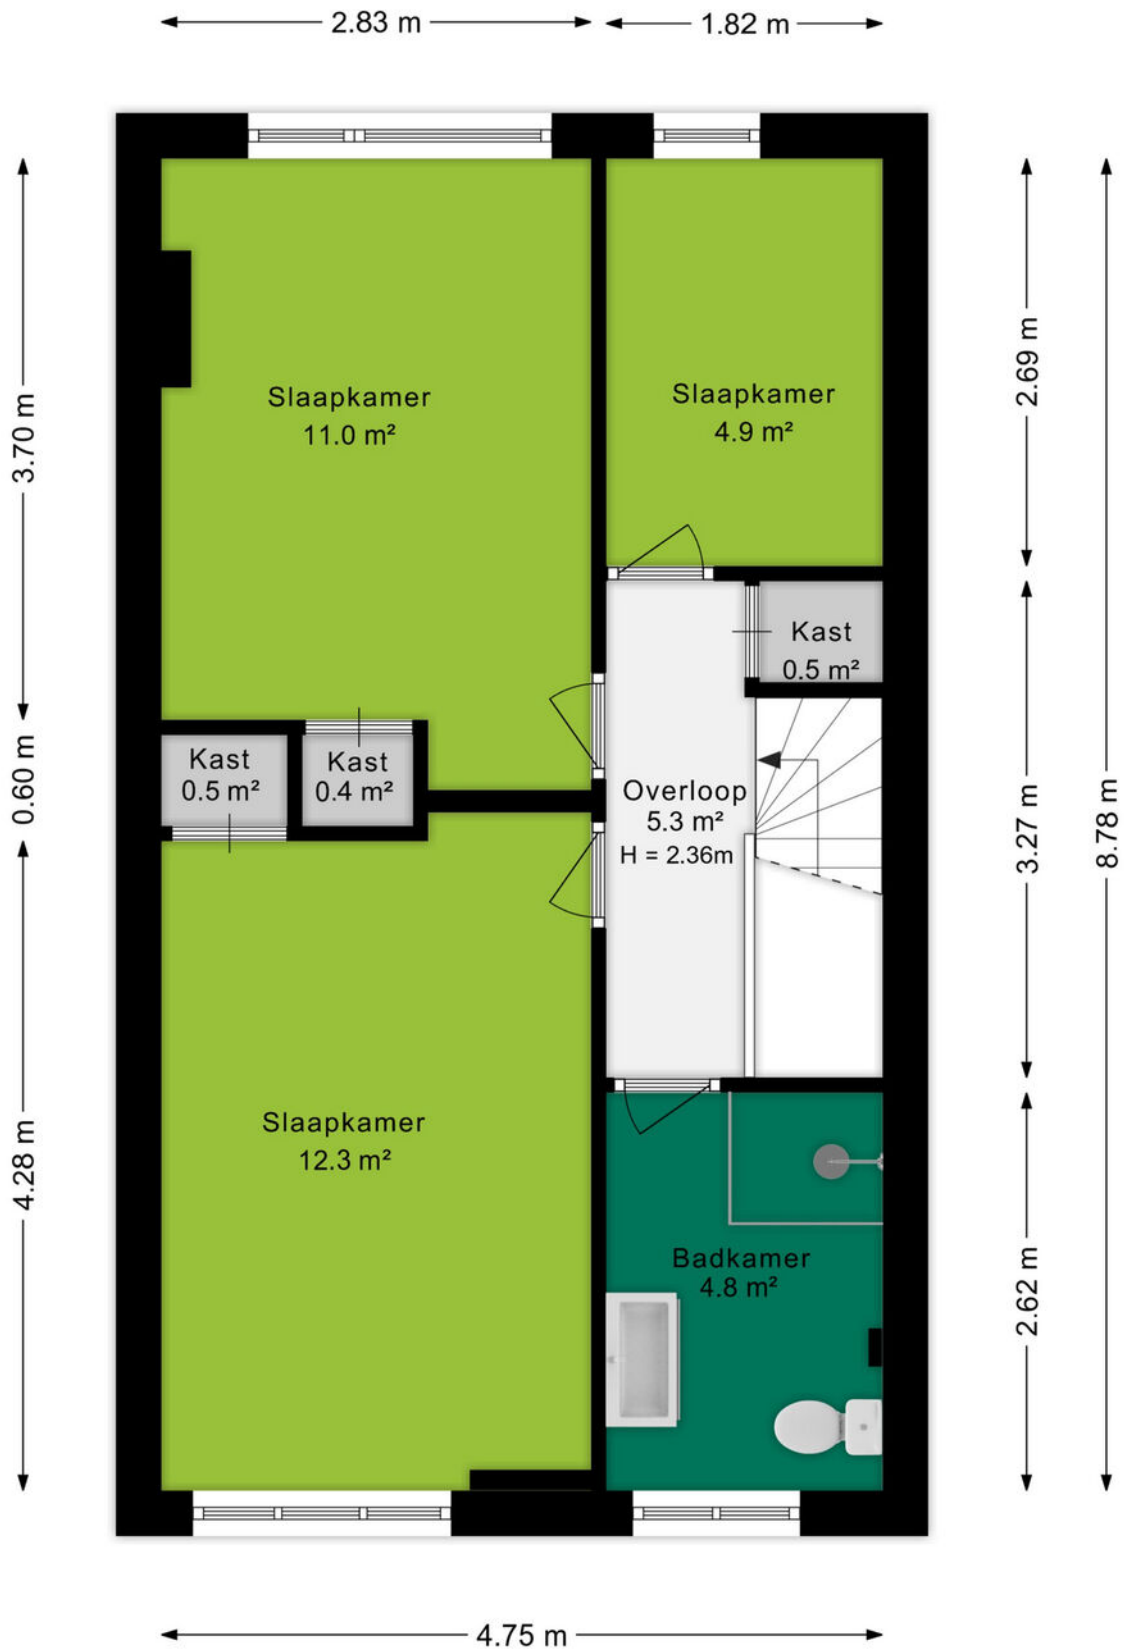 2.83 m
1.82 m
3.70 m
0.60 m
4.28 m
Slaapkamer
11.0 m²
Slaapkamer
4.9 m²
Kast
0.5 m²
Kast
0.5 m²
Kast
0.4 m²
Overloop
5.3 m²
H = 2.36m
Slaapkamer
12.3 m²
Badkamer
4.8 m²
2.69 m
3.27 m
2.62 m
8.78 m
4.75 m